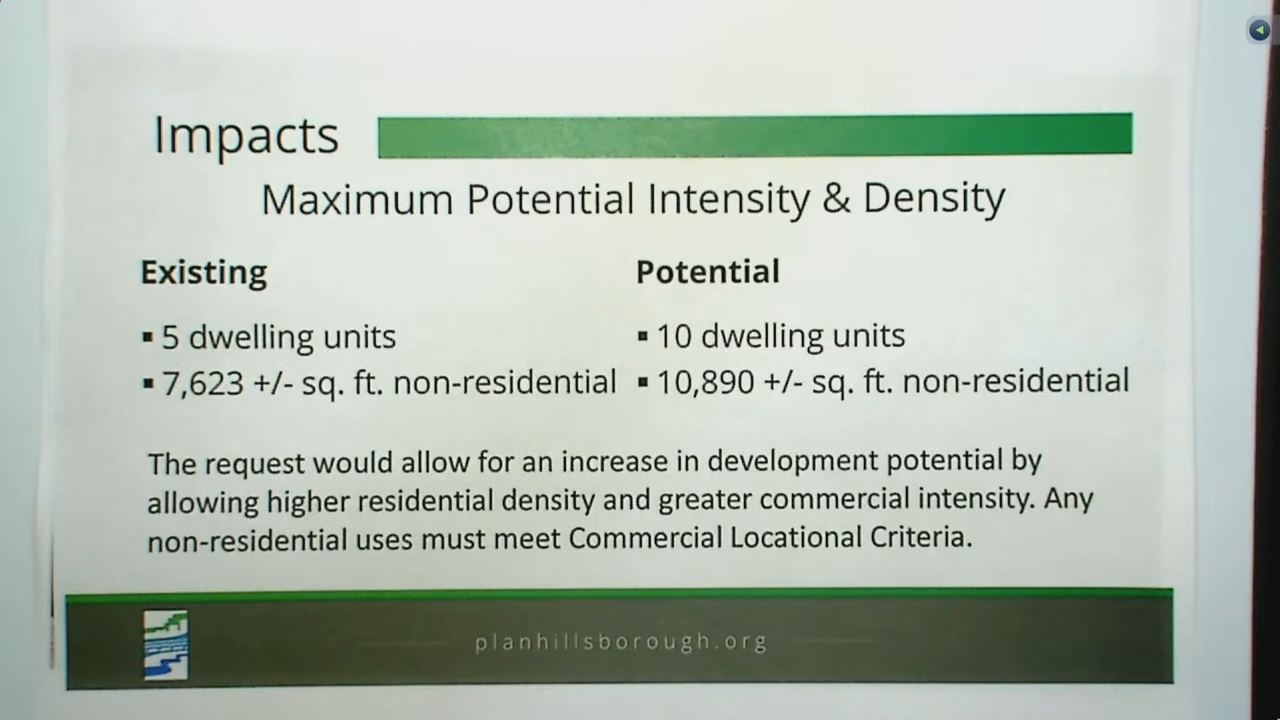 Impacts
Maximum Potential Intensity & Density
Existing
▪ 5 dwelling units
▪ 7,623 +/- sq. ft. non-residential
Potential
▪ 10 dwelling units
▪ 10,890 +/- sq. ft. non-residential
The request would allow for an increase in development potential by
allowing higher residential density and greater commercial intensity. Any
non-residential uses must meet Commercial Locational Criteria.
planhillsborough.org